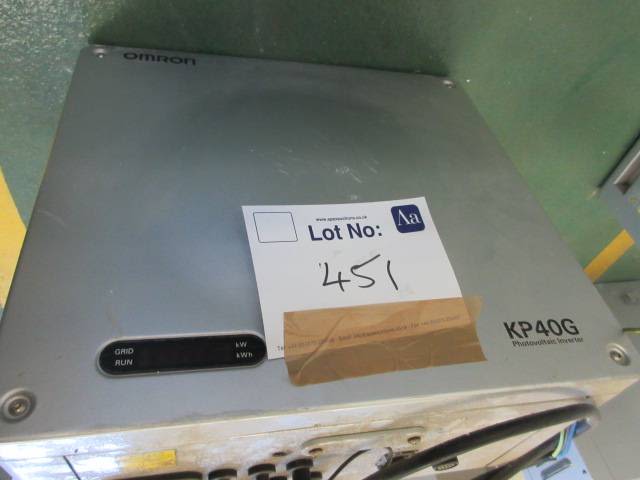 OMRON
www.apexauctions.co.uk
Aa
Lot No:
451
KP40G
Photovoltaic Inverter
GRID kW
RUN kWh